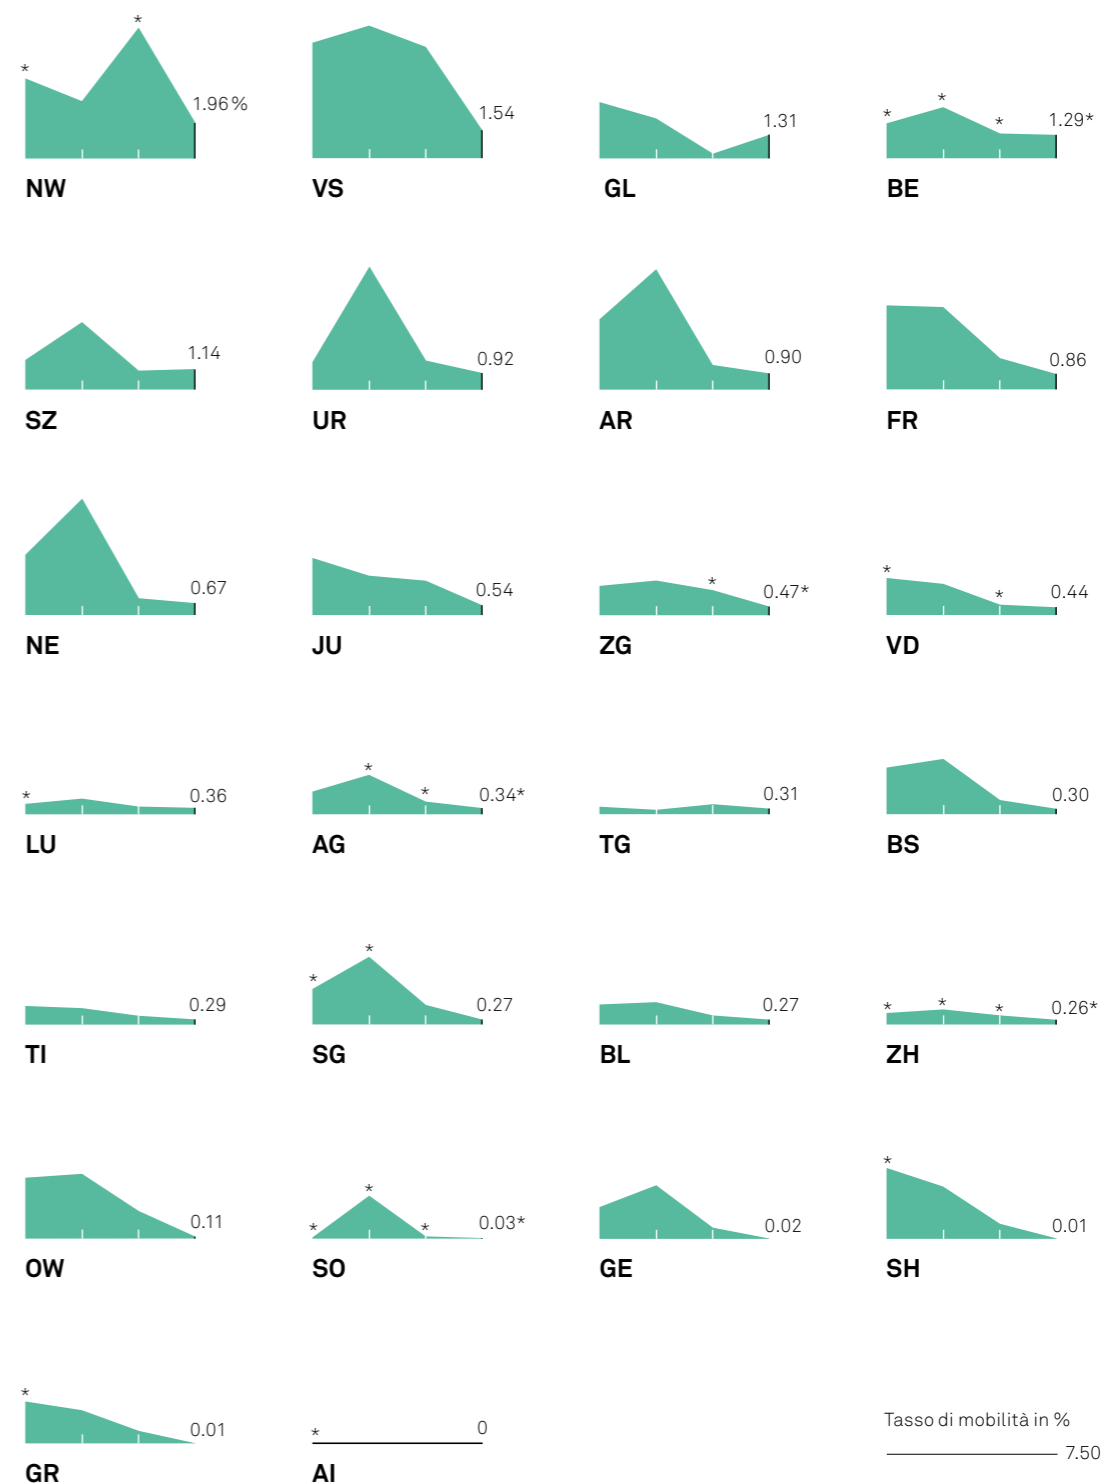 * *
1.96 %
NW
1.54
VS
1.31
GL
* * *
1.29*
BE
1.14
SZ
0.92
UR
0.90
AR
0.86
FR
0.67
NE
0.54
JU
*
0.47*
ZG
* *
0.44
VD
*
0.36
LU
* *
0.34*
AG
0.31
TG
0.30
BS
0.29
TI
* *
0.27
SG
0.27
BL
* * *
0.26*
ZH
0.11
OW
* * *
0.03*
SO
0.02
GE
*
0.01
SH
*
0.01
GR
*
0
AI
Tasso di mobilità in %
7.50